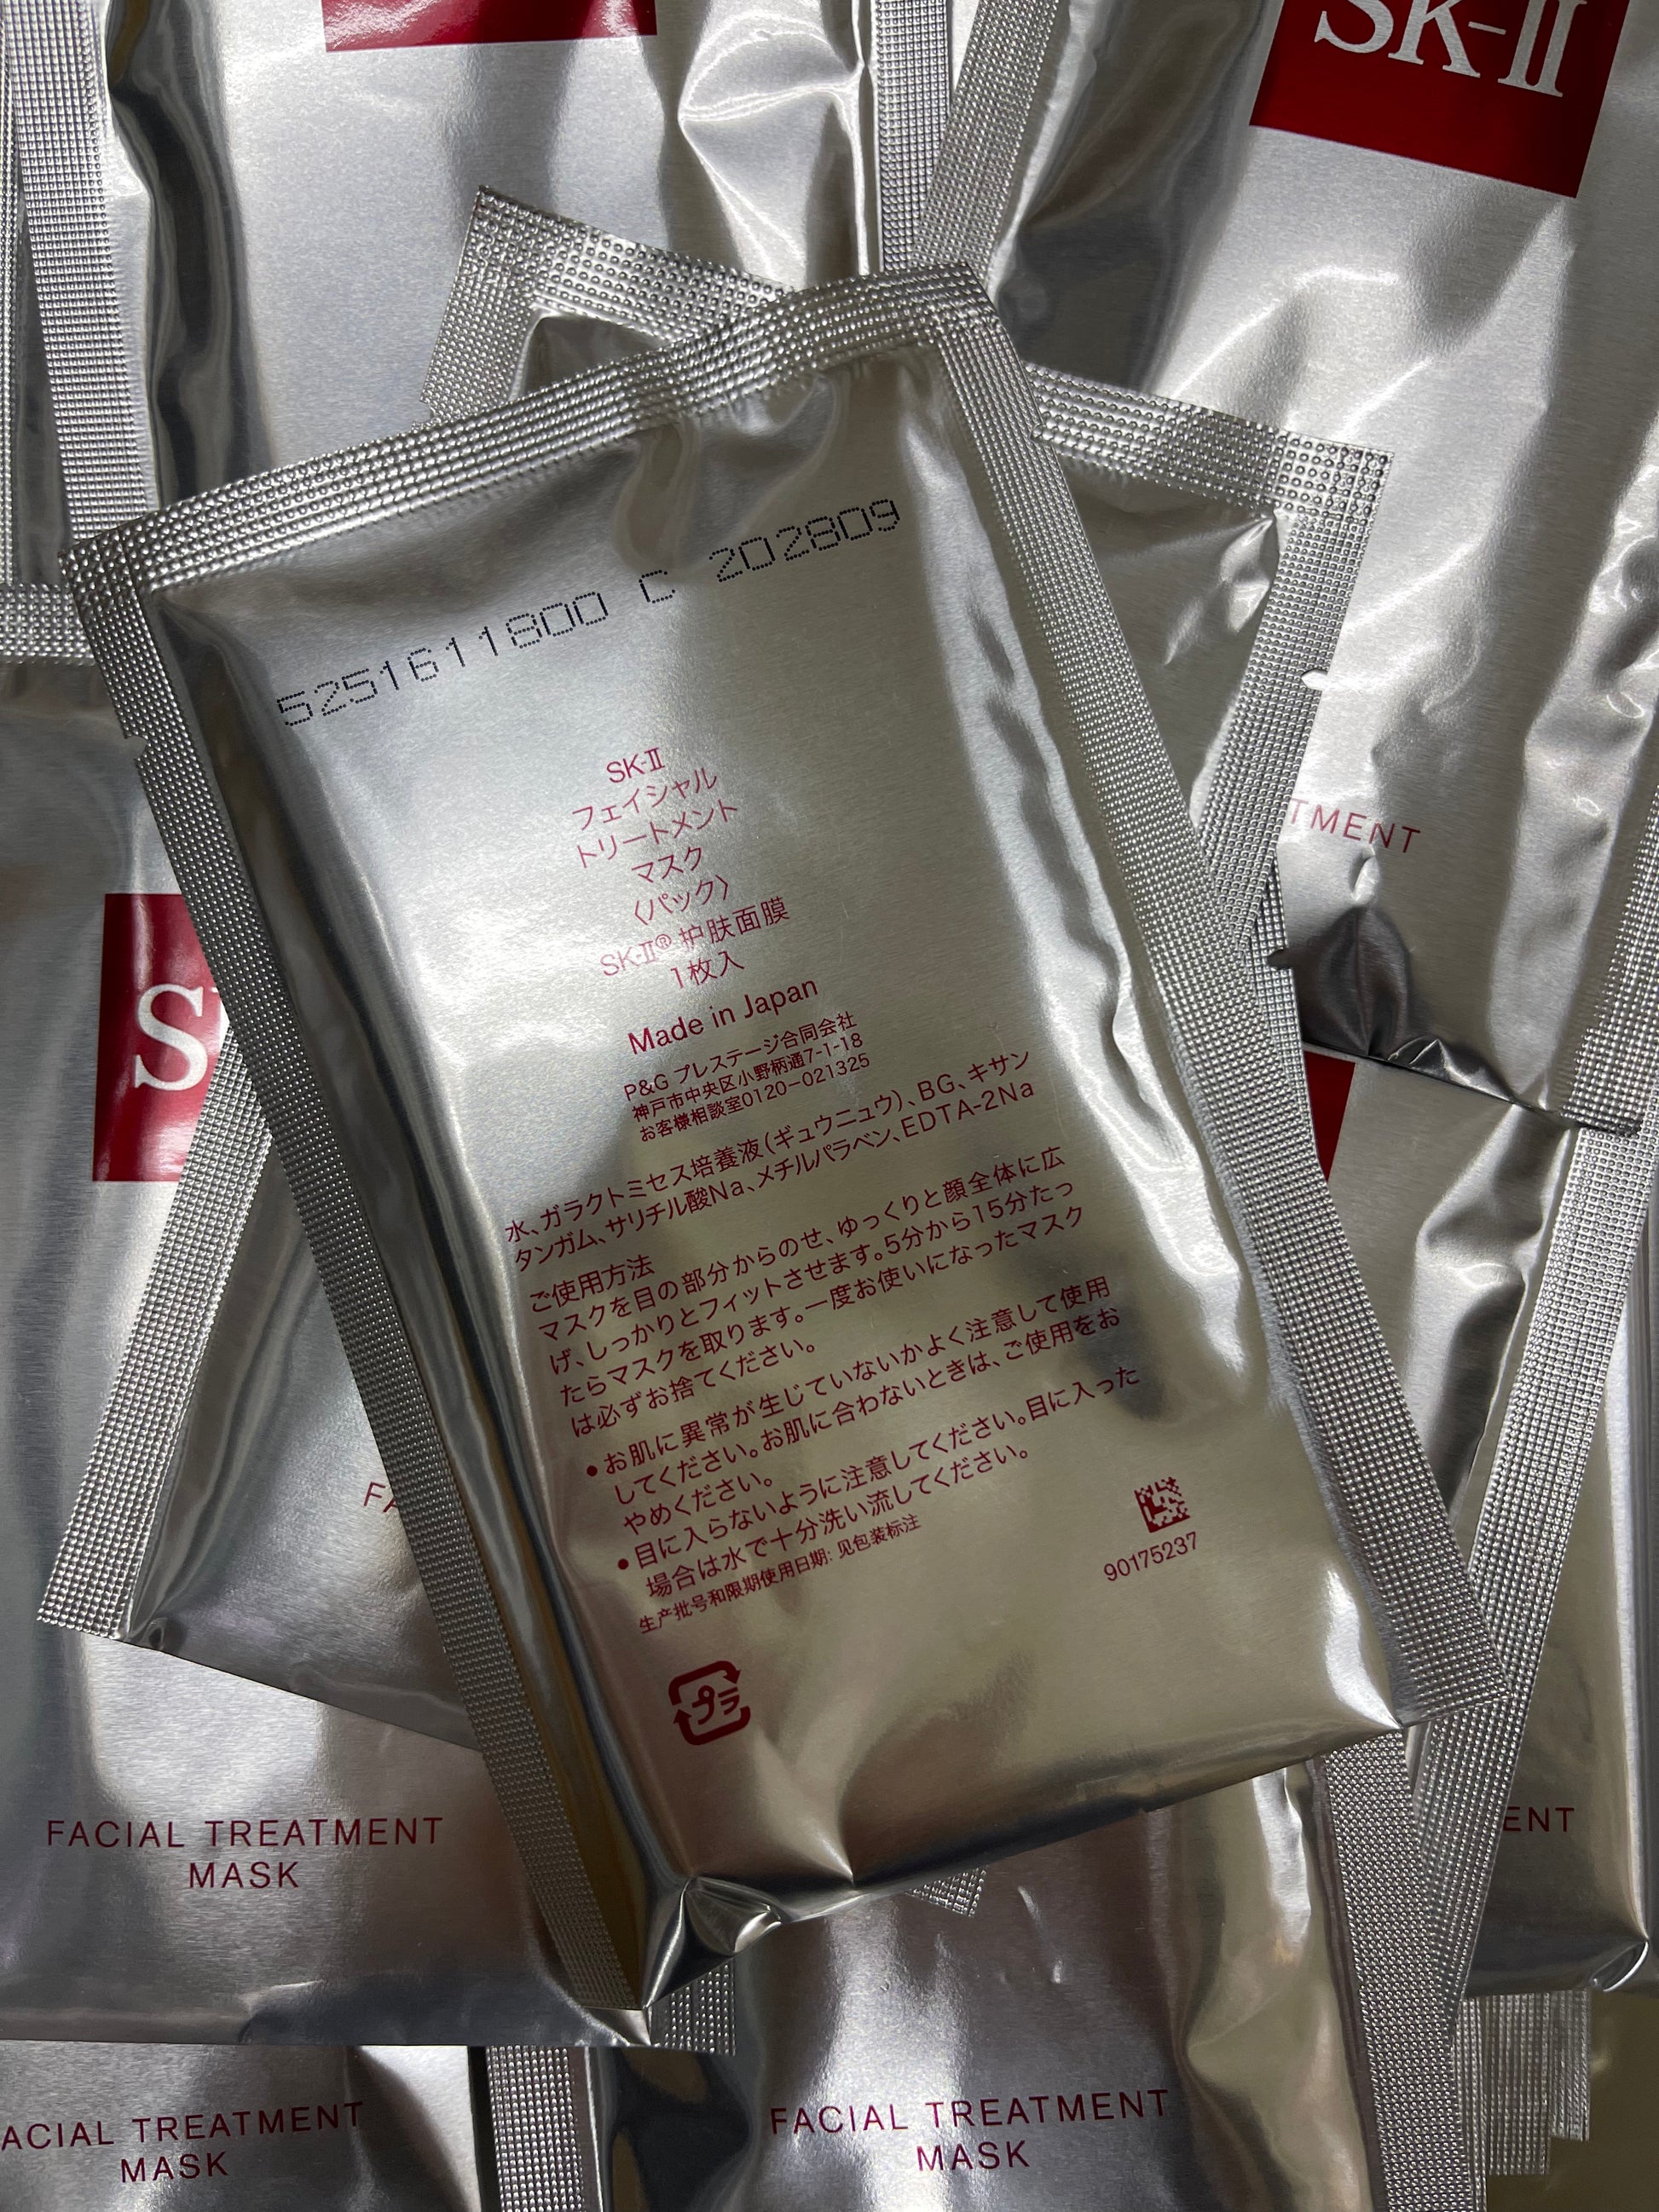 SK-II
5251611800 C 202809
SK-II
フェイシャル
トリートメント
マスク
〈パック〉
SK-II® 护肤面膜
1枚入
Made in Japan
P&G プレステージ合同会社
神戸市中央区小野柄通7-1-18
お客様相談室0120-021325
水、ガラクトミセス培養液(ギュウニュウ)、BG、キサン
タンガム、サリチル酸Na、メチルパラベン、EDTA-2Na
ご使用方法
マスクを目の部分からのせ、ゆっくりと顔全体に広
げ、しっかりとフィットさせます。5分から15分たっ
たらマスクを取ります。一度お使いになったマスク
は必ずお捨てください。
●お肌に異常が生じていないかよく注意して使用
してください。お肌に合わないときは、ご使用をお
やめください。
●目に入らないように注意してください。目に入った
場合は水で十分洗い流してください。
生产批号和限期使用日期: 见包装标注
90175237
プラ
TMENT
S
FA
FACIAL TREATMENT
MASK
ENT
ACIAL TREATMENT
MASK
FACIAL TREATMENT
MASK